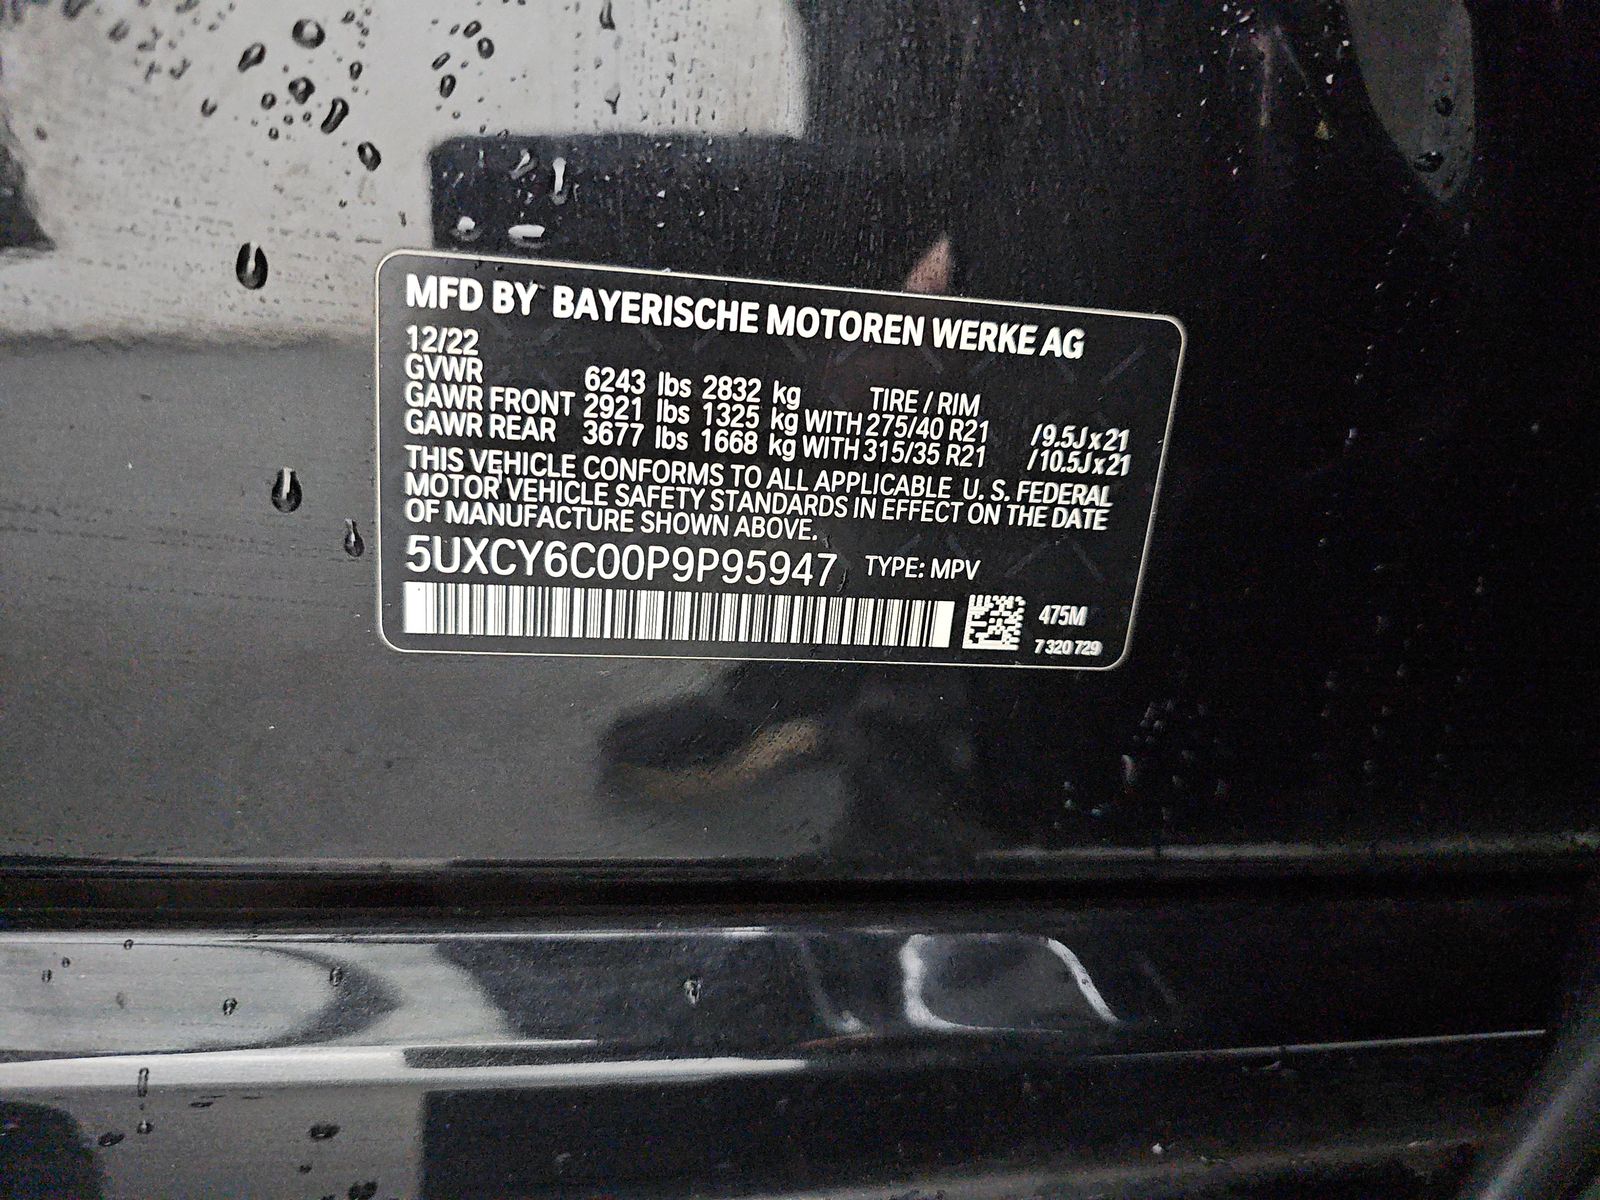 MFD BY BAYERISCHE MOTOREN WERKE AG
12/22
GVWR 6243 lbs 2832 kg TIRE / RIM
GAWR FRONT 2921 lbs 1325 kg WITH 275/40 R21 /9.5Jx21
GAWR REAR 3677 lbs 1668 kg WITH 315/35 R21 /10.5Jx21
THIS VEHICLE CONFORMS TO ALL APPLICABLE U. S. FEDERAL
MOTOR VEHICLE SAFETY STANDARDS IN EFFECT ON THE DATE
OF MANUFACTURE SHOWN ABOVE.
5UXCY6C00P9P95947 TYPE: MPV
475M
7 320 729